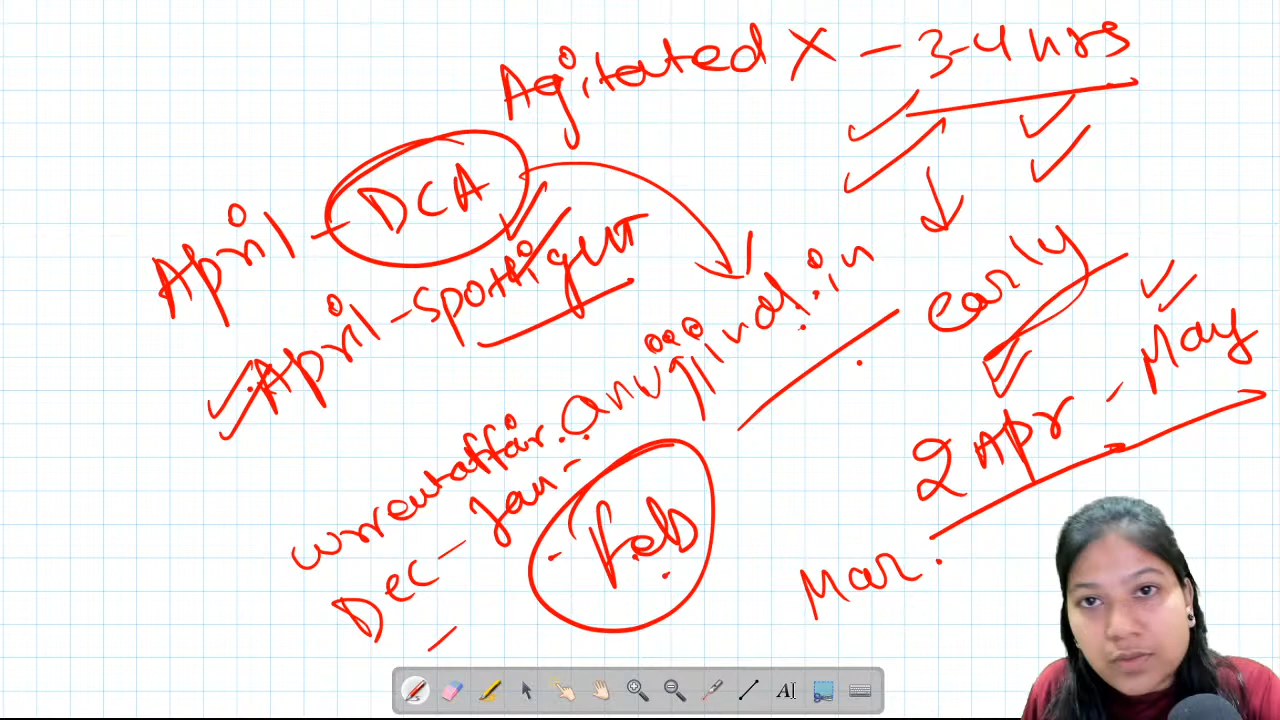 Agitated X - 3-4 hrs
April - DCA
April - Spotlight
early
currentaffair.anujjindal.in
2 Apr - May
Dec - Jan - Feb
Mar.
AI